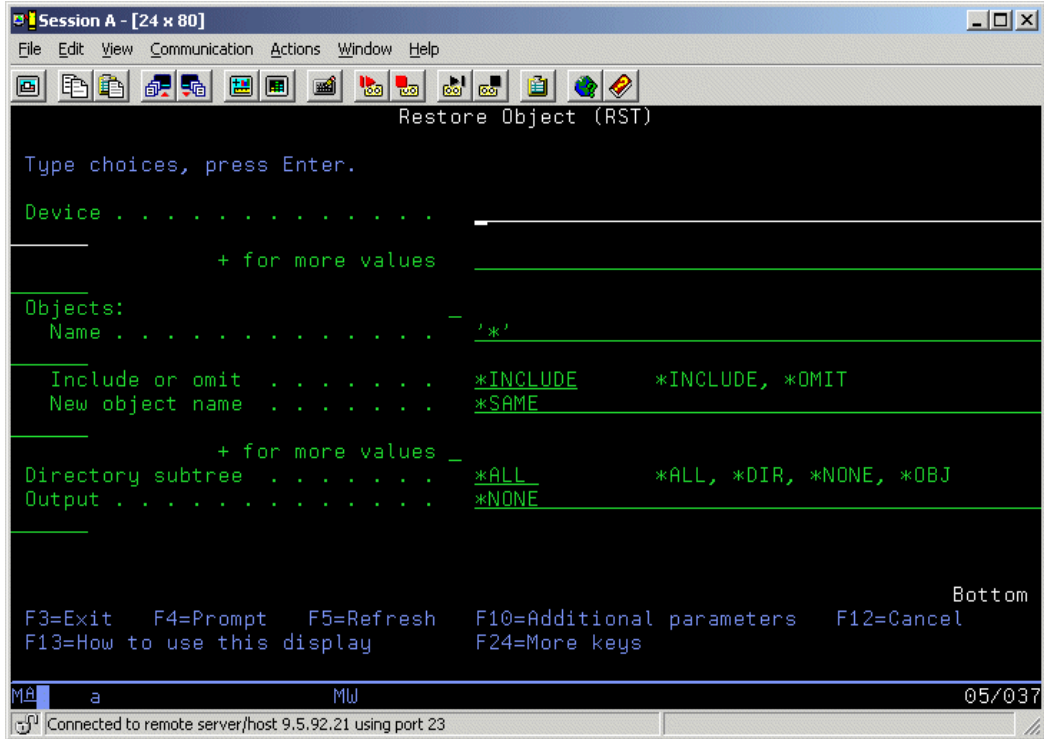 Session A - [24 x 80]
File Edit View Communication Actions Window Help
Restore Object (RST)
Type choices, press Enter.
Device . . . . . . . . . . . . .
+ for more values
Objects:
Name . . . . . . . . . . . . . '*'
Include or omit . . . . . . . *INCLUDE *INCLUDE, *OMIT
New object name . . . . . . . *SAME
+ for more values
Directory subtree . . . . . . . *ALL *ALL, *DIR, *NONE, *OBJ
Output . . . . . . . . . . . . . *NONE
Bottom
F3=Exit F4=Prompt F5=Refresh F10=Additional parameters F12=Cancel
F13=How to use this display F24=More keys
MA a MW 05/037
Connected to remote server/host 9.5.92.21 using port 23